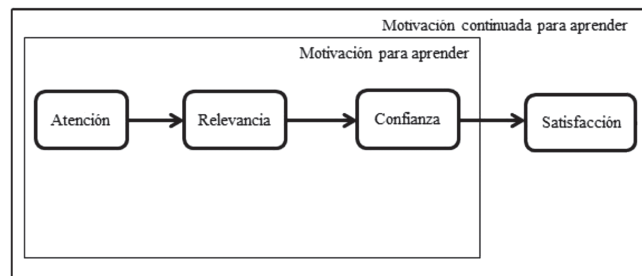 Motivación continuada para aprender
Motivación para aprender
Atención
Relevancia
Confianza
Satisfacción